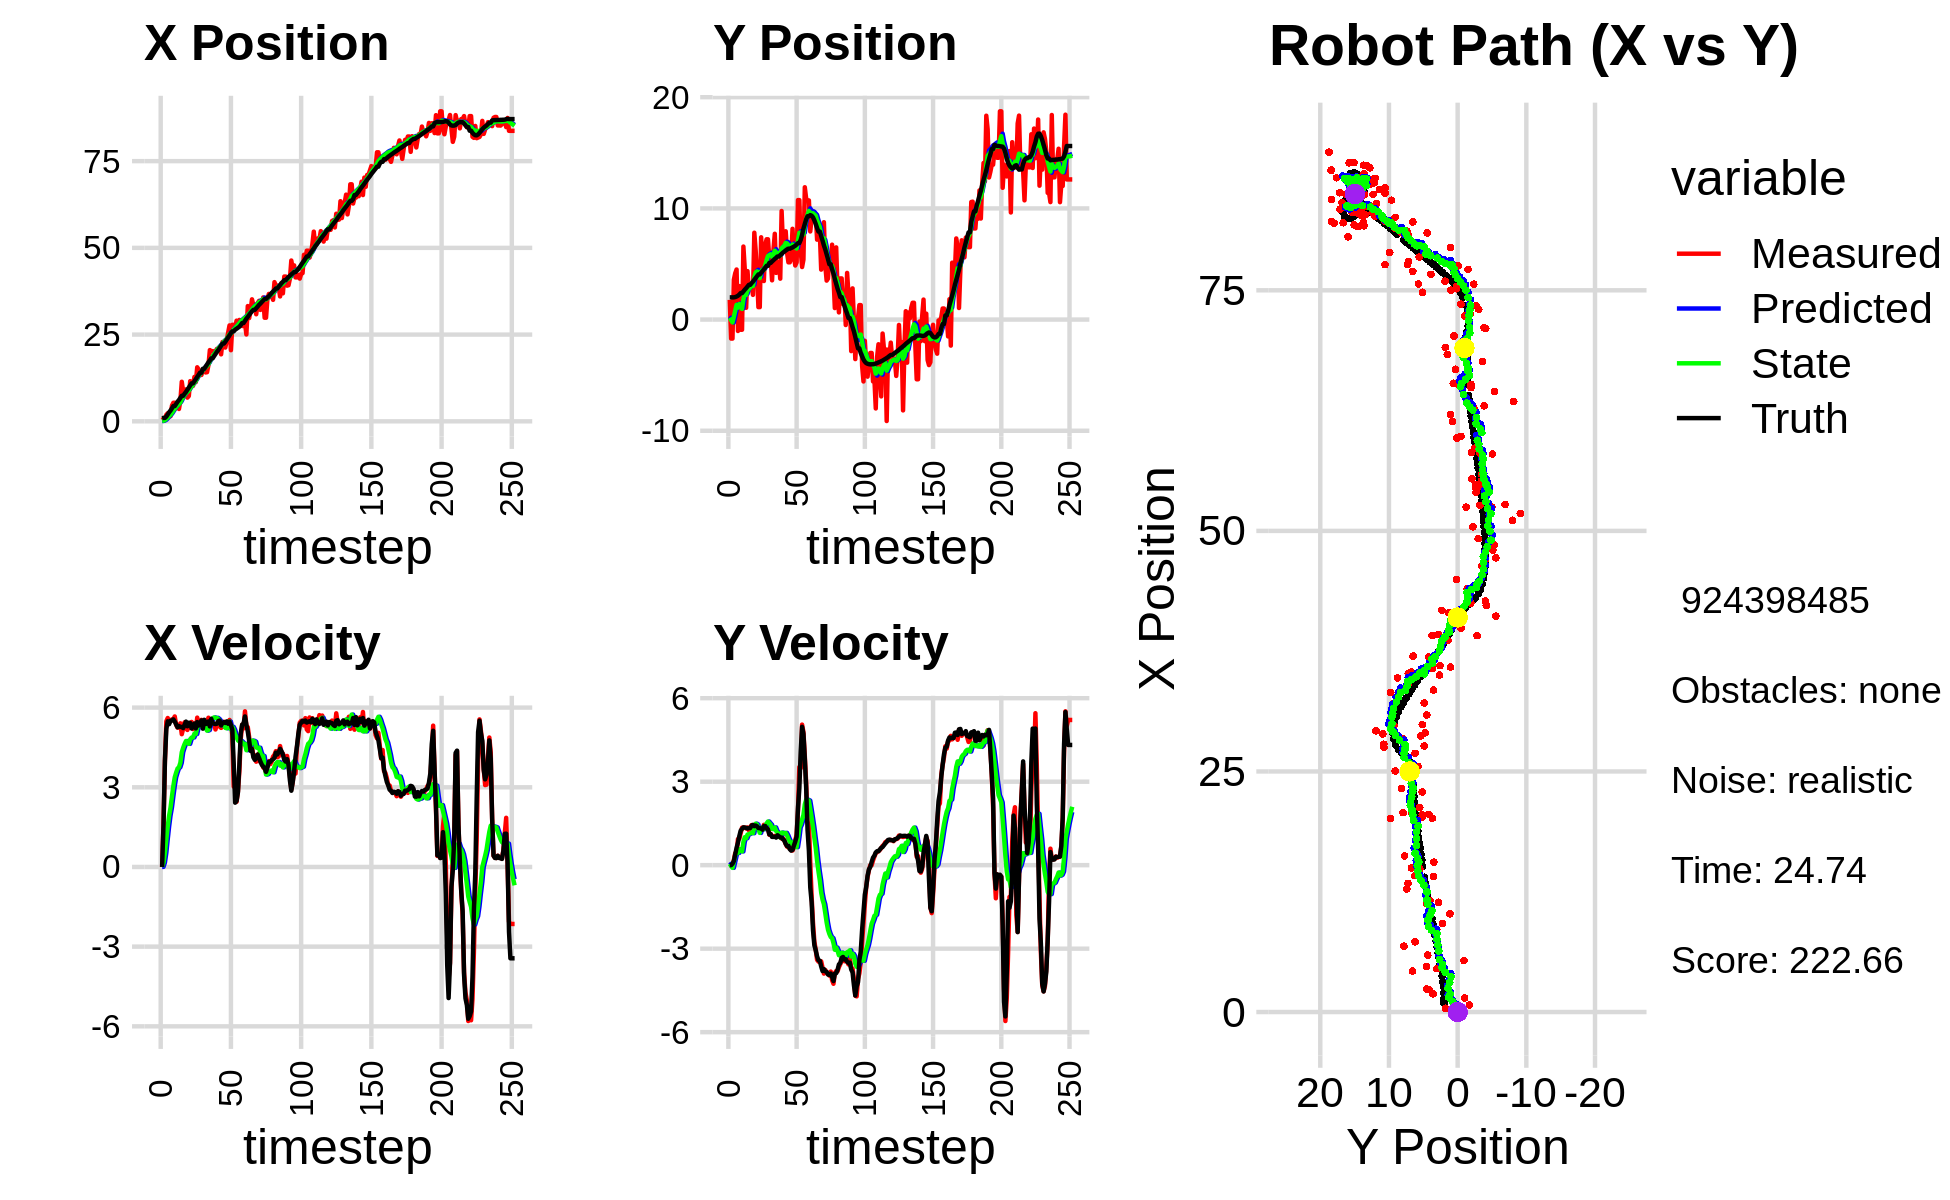 X Position
75
50
25
0
0
50
100
150
200
250
timestep
Y Position
20
10
0
-10
0
50
100
150
200
250
timestep
X Velocity
6
3
0
-3
-6
0
50
100
150
200
250
timestep
Y Velocity
6
3
0
-3
-6
0
50
100
150
200
250
timestep
Robot Path (X vs Y)
X Position
75
50
25
0
20 10 0 -10 -20
Y Position
variable
Measured
Predicted
State
Truth
924398485
Obstacles: none
Noise: realistic
Time: 24.74
Score: 222.66